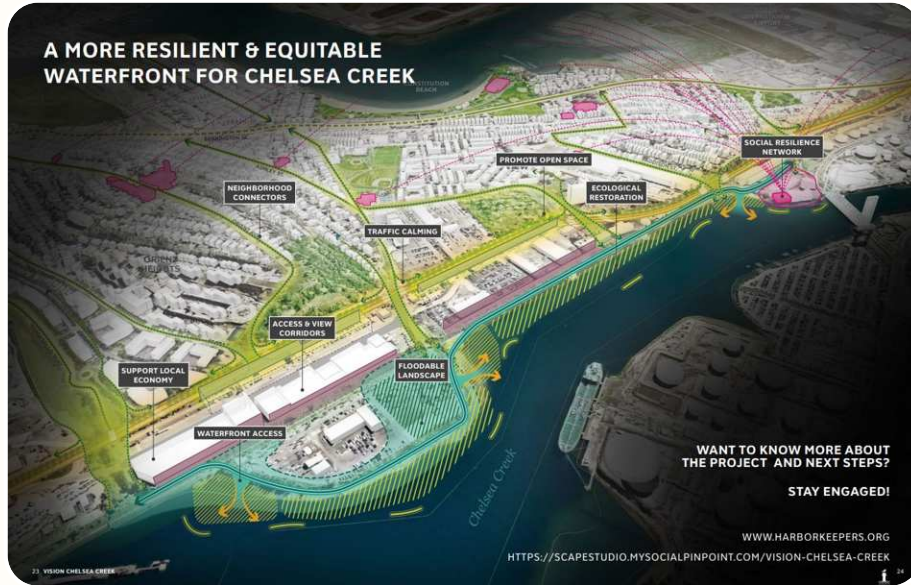 A MORE RESILIENT & EQUITABLE
WATERFRONT FOR CHELSEA CREEK
BEACH
SOCIAL RESILIENCE
NETWORK
PROMOTE OPEN SPACE
NEIGHBORHOOD
CONNECTORS
ECOLOGICAL
RESTORATION
TRAFFIC CALMING
ORIENT
HEIGHTS
ACCESS & VIEW
CORRIDORS
SUPPORT LOCAL
ECONOMY
FLOODABLE
LANDSCAPE
WATERFRONT ACCESS
Chelsea Creek
WANT TO KNOW MORE ABOUT
THE PROJECT AND NEXT STEPS?
STAY ENGAGED!
WWW.HARBORKEEPERS.ORG
HTTPS://SCAPESTUDIO.MYSOCIALPINPOINT.COM/VISION-CHELSEA-CREEK
23 VISION CHELSEA CREEK
24